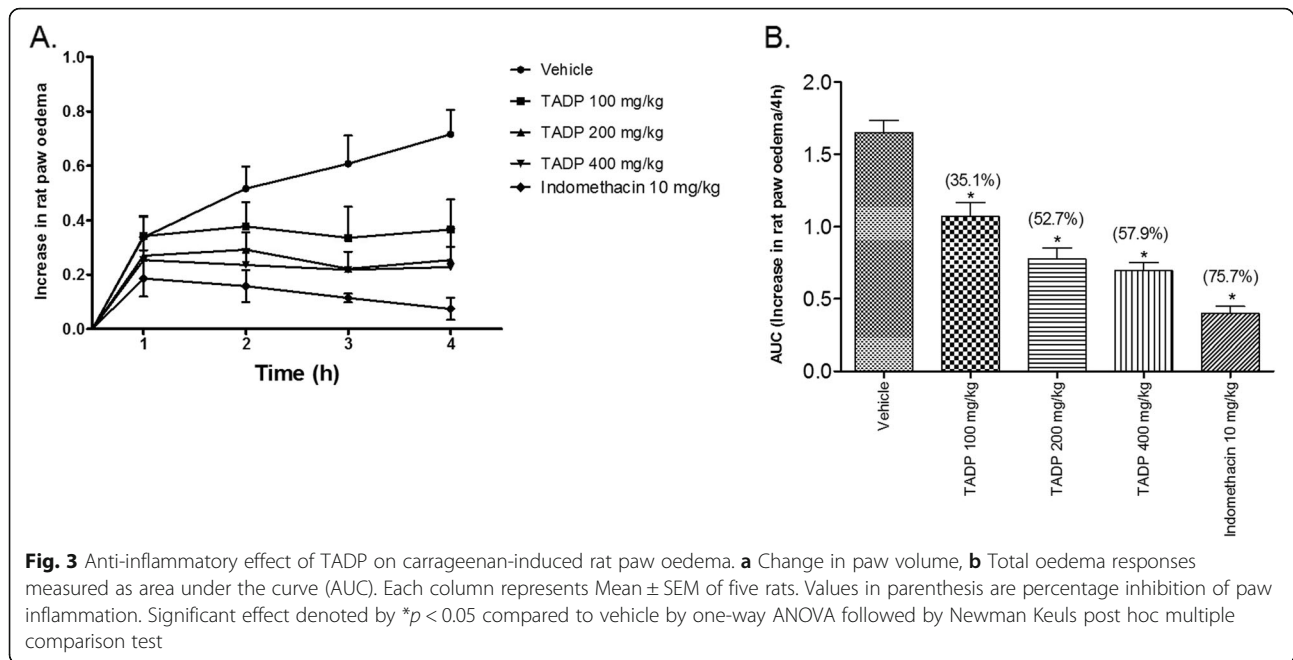 A.
Increase in rat paw oedema
1.0
0.8
0.6
0.4
0.2
0.0
1 2 3 4
Time (h)
Vehicle
TADP 100 mg/kg
TADP 200 mg/kg
TADP 400 mg/kg
Indomethacin 10 mg/kg
B.
AUC (Increase in rat paw oedema/4h)
2.0
1.5
1.0
0.5
0.0
(35.1%)
*
(52.7%)
*
(57.9%)
*
(75.7%)
*
Vehicle
TADP 100 mg/kg
TADP 200 mg/kg
TADP 400 mg/kg
Indomethacin 10 mg/kg
Fig. 3 Anti-inflammatory effect of TADP on carrageenan-induced rat paw oedema. a Change in paw volume, b Total oedema responses
measured as area under the curve (AUC). Each column represents Mean ± SEM of five rats. Values in parenthesis are percentage inhibition of paw
inflammation. Significant effect denoted by *p < 0.05 compared to vehicle by one-way ANOVA followed by Newman Keuls post hoc multiple
comparison test